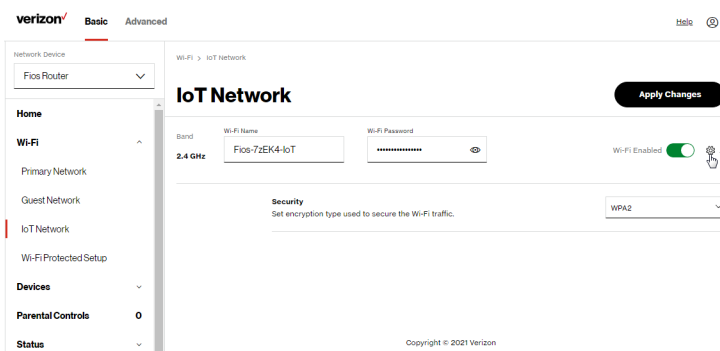 verizon Basic Advanced Help
Network Device
Fios Router
Home
Wi-Fi
Primary Network
Guest Network
IoT Network
Wi-Fi Protected Setup
Devices
Parental Controls 0
Status
Wi-Fi > IoT Network
IoT Network Apply Changes
Band Wi-Fi Name Wi-Fi Password
2.4 GHz Fios-7zEK4-IoT •••••••••••••••• Wi-Fi Enabled
Security
Set encryption type used to secure the Wi-Fi traffic. WPA2
Copyright © 2021 Verizon